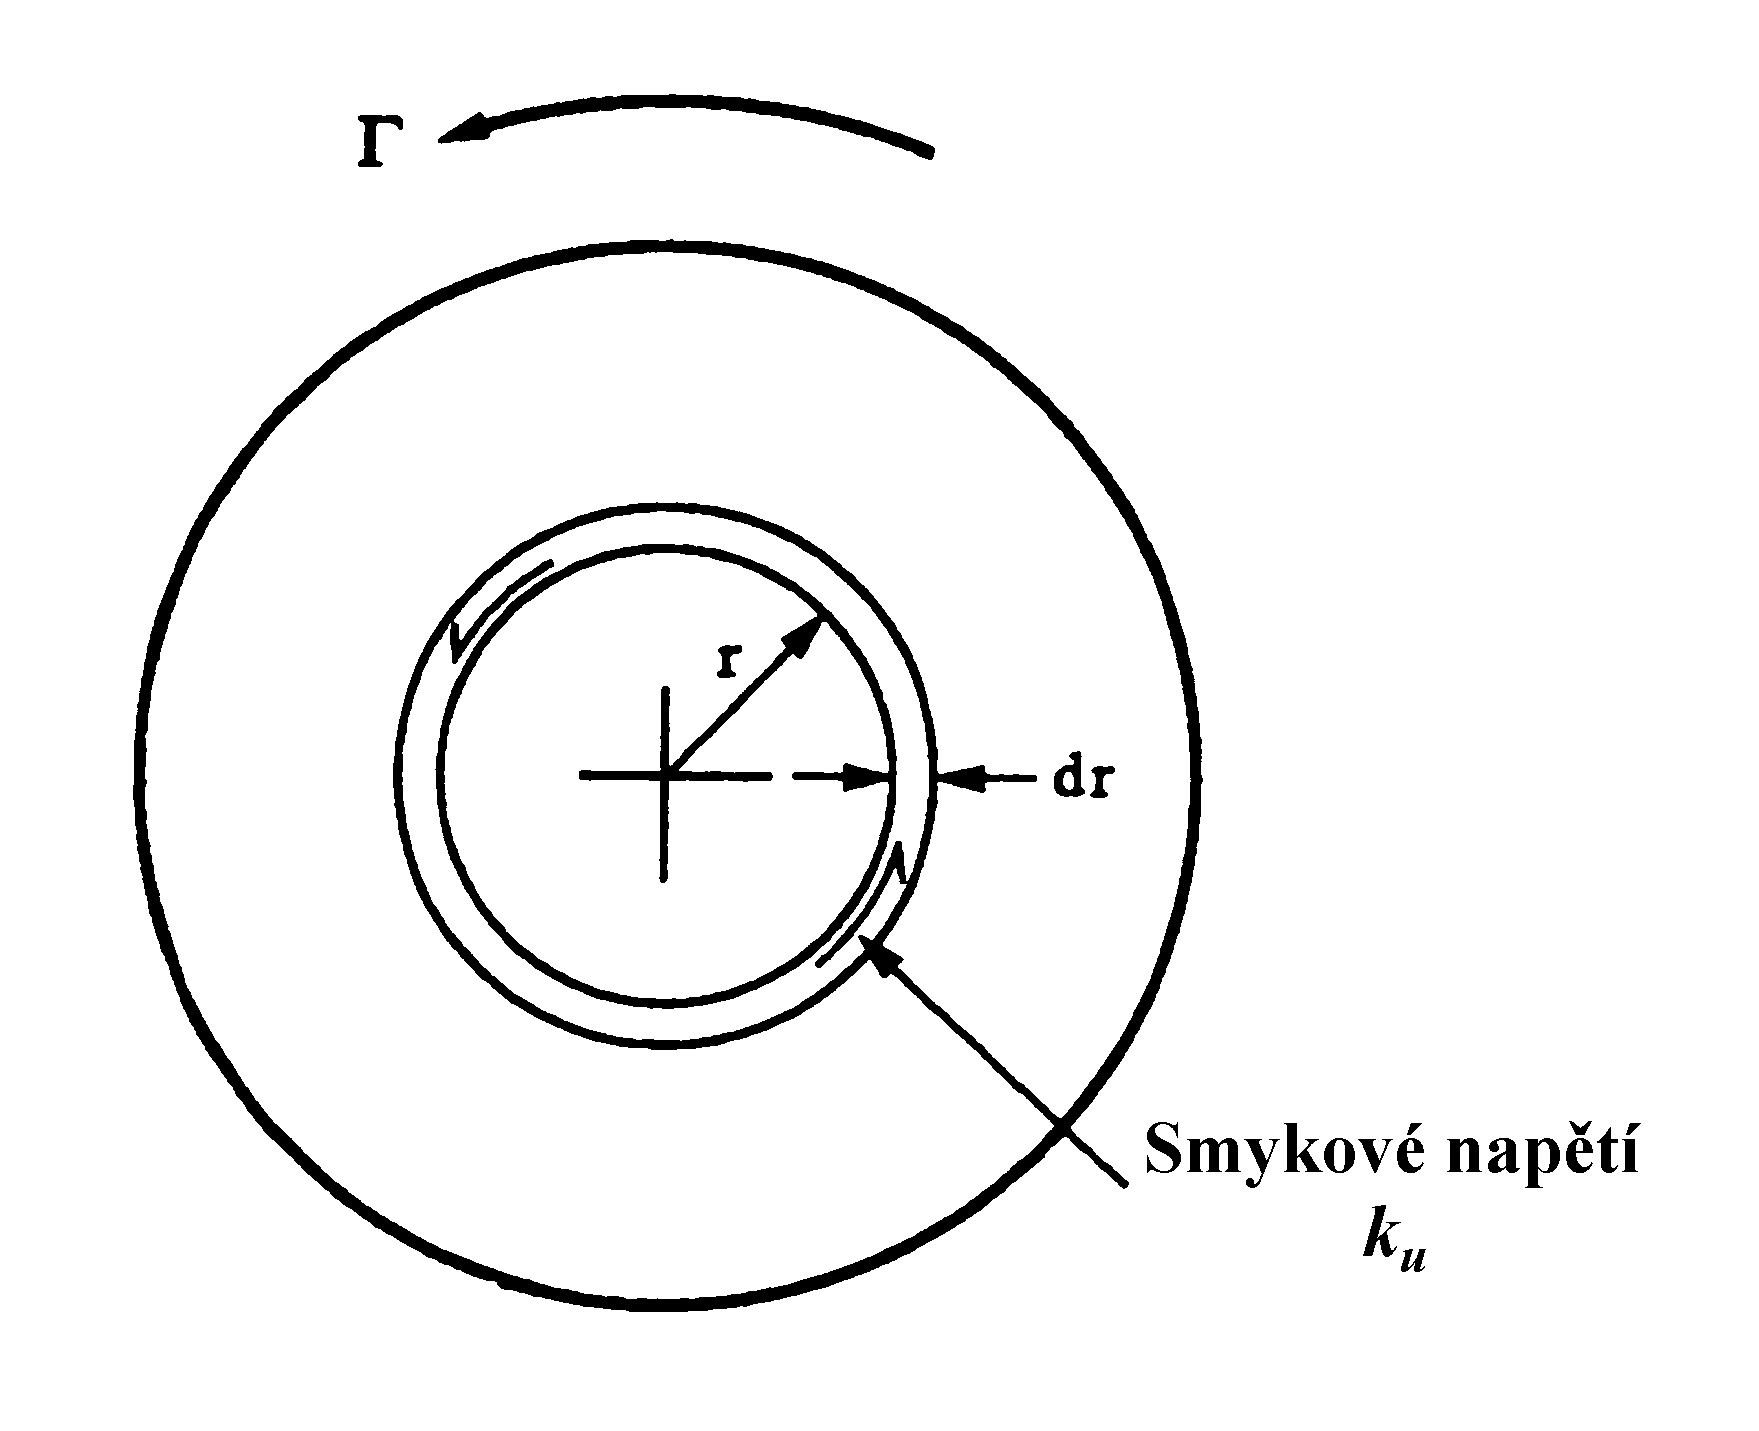 Γ
r
dr
Smykové napětí
k_u